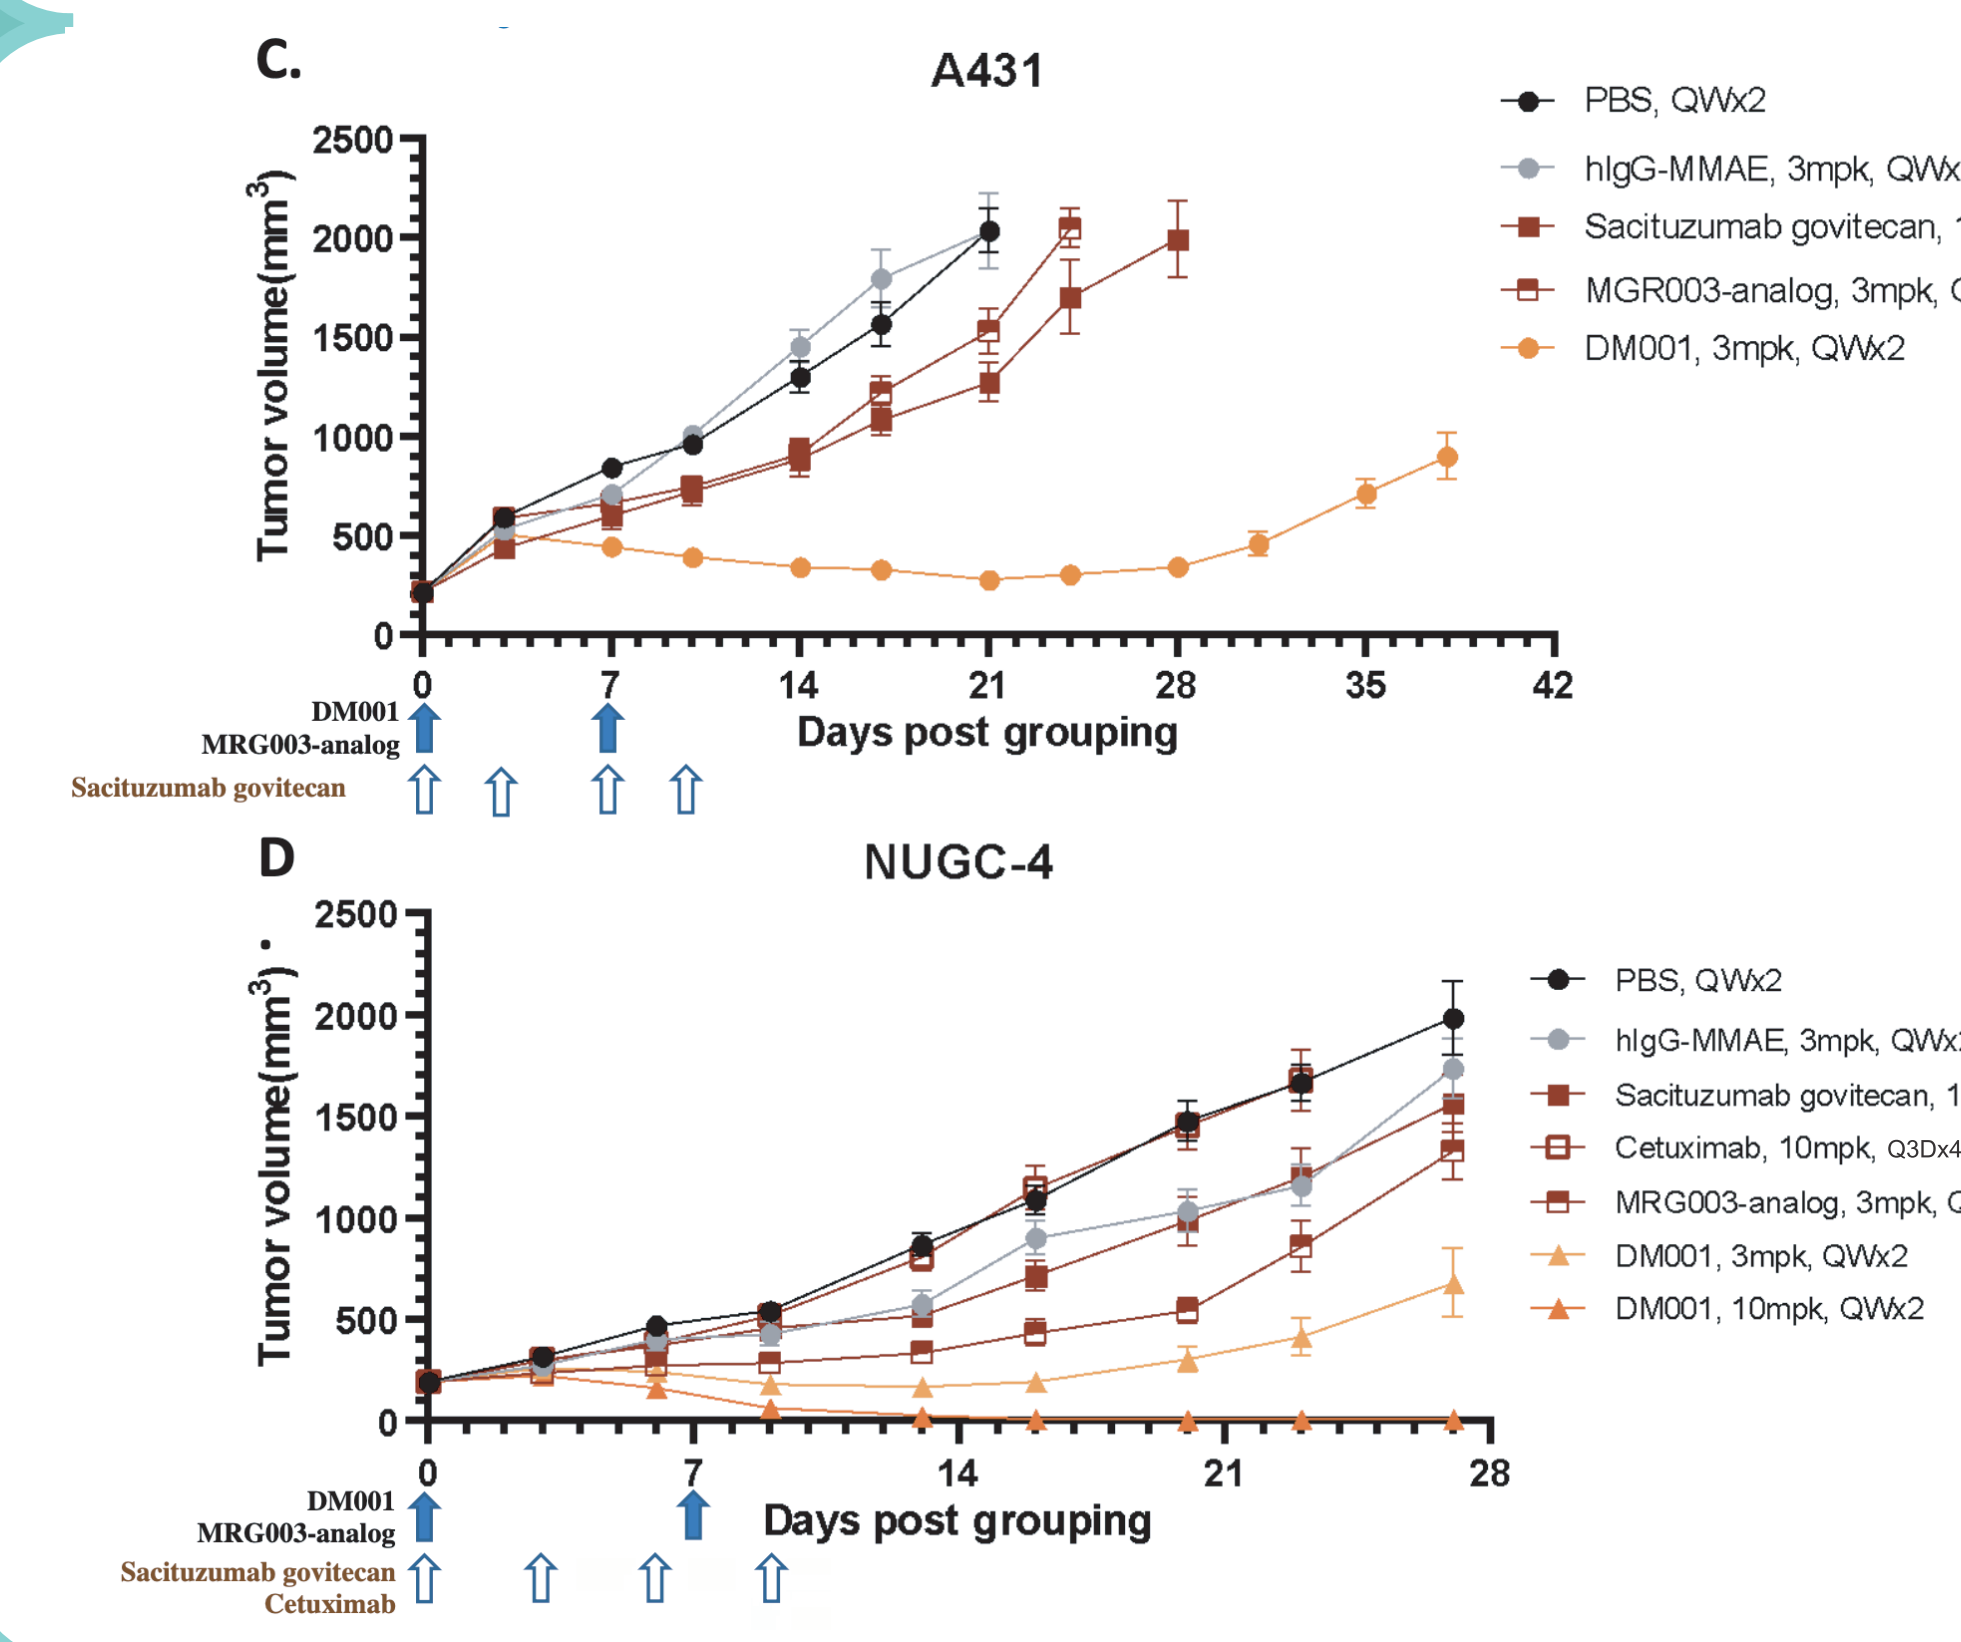 C.
A431
PBS, QWx2
hIgG-MMAE, 3mpk, QWx
Sacituzumab govitecan, 1
MGR003-analog, 3mpk, Q
DM001, 3mpk, QWx2
Tumor volume(mm3)
2500
2000
1500
1000
500
0
0 7 14 21 28 35 42
Days post grouping
DM001
MRG003-analog
Sacituzumab govitecan
D
NUGC-4
PBS, QWx2
hIgG-MMAE, 3mpk, QWx2
Sacituzumab govitecan, 1
Cetuximab, 10mpk, Q3Dx4
MRG003-analog, 3mpk, Q
DM001, 3mpk, QWx2
DM001, 10mpk, QWx2
Tumor volume(mm3) .
2500
2000
1500
1000
500
0
0 7 14 21 28
Days post grouping
DM001
MRG003-analog
Sacituzumab govitecan
Cetuximab